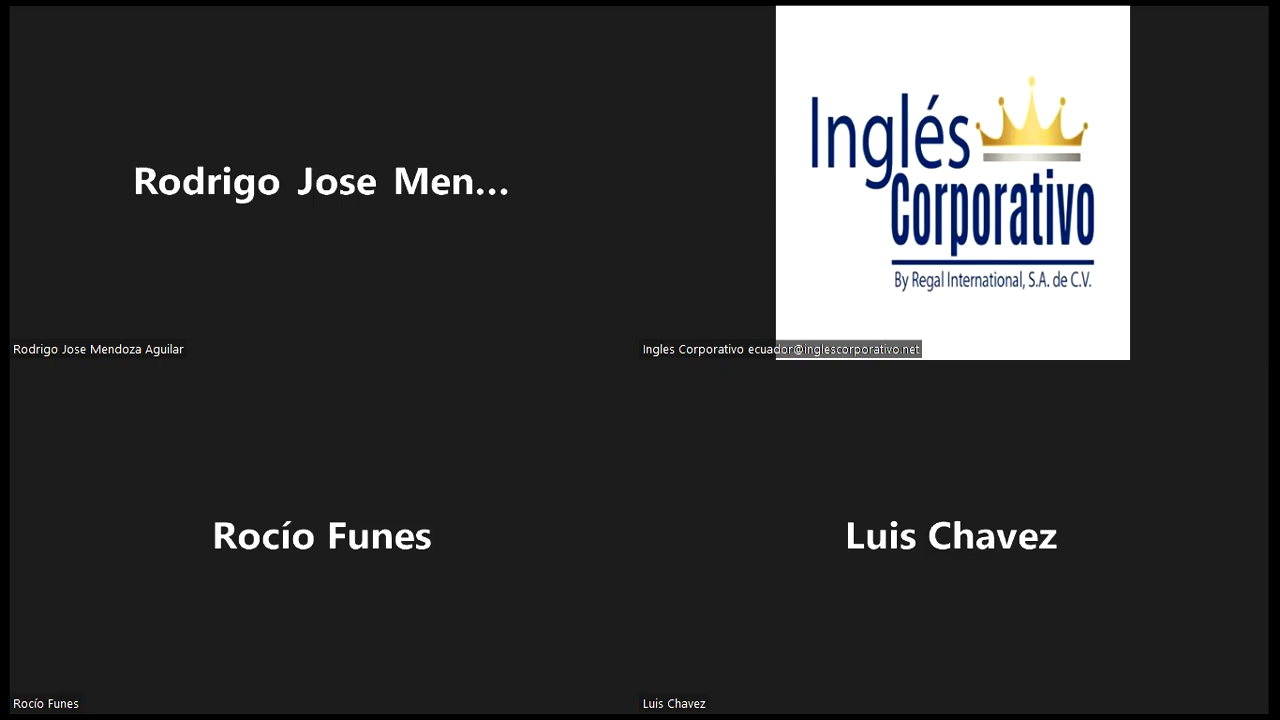 Rodrigo Jose Men...
Rodrigo Jose Mendoza Aguilar
Inglés
Corporativo
By Regal International, S.A. de C.V.
Ingles Corporativo ecuador@inglescorporativo.net
Rocío Funes
Rocío Funes
Luis Chavez
Luis Chavez